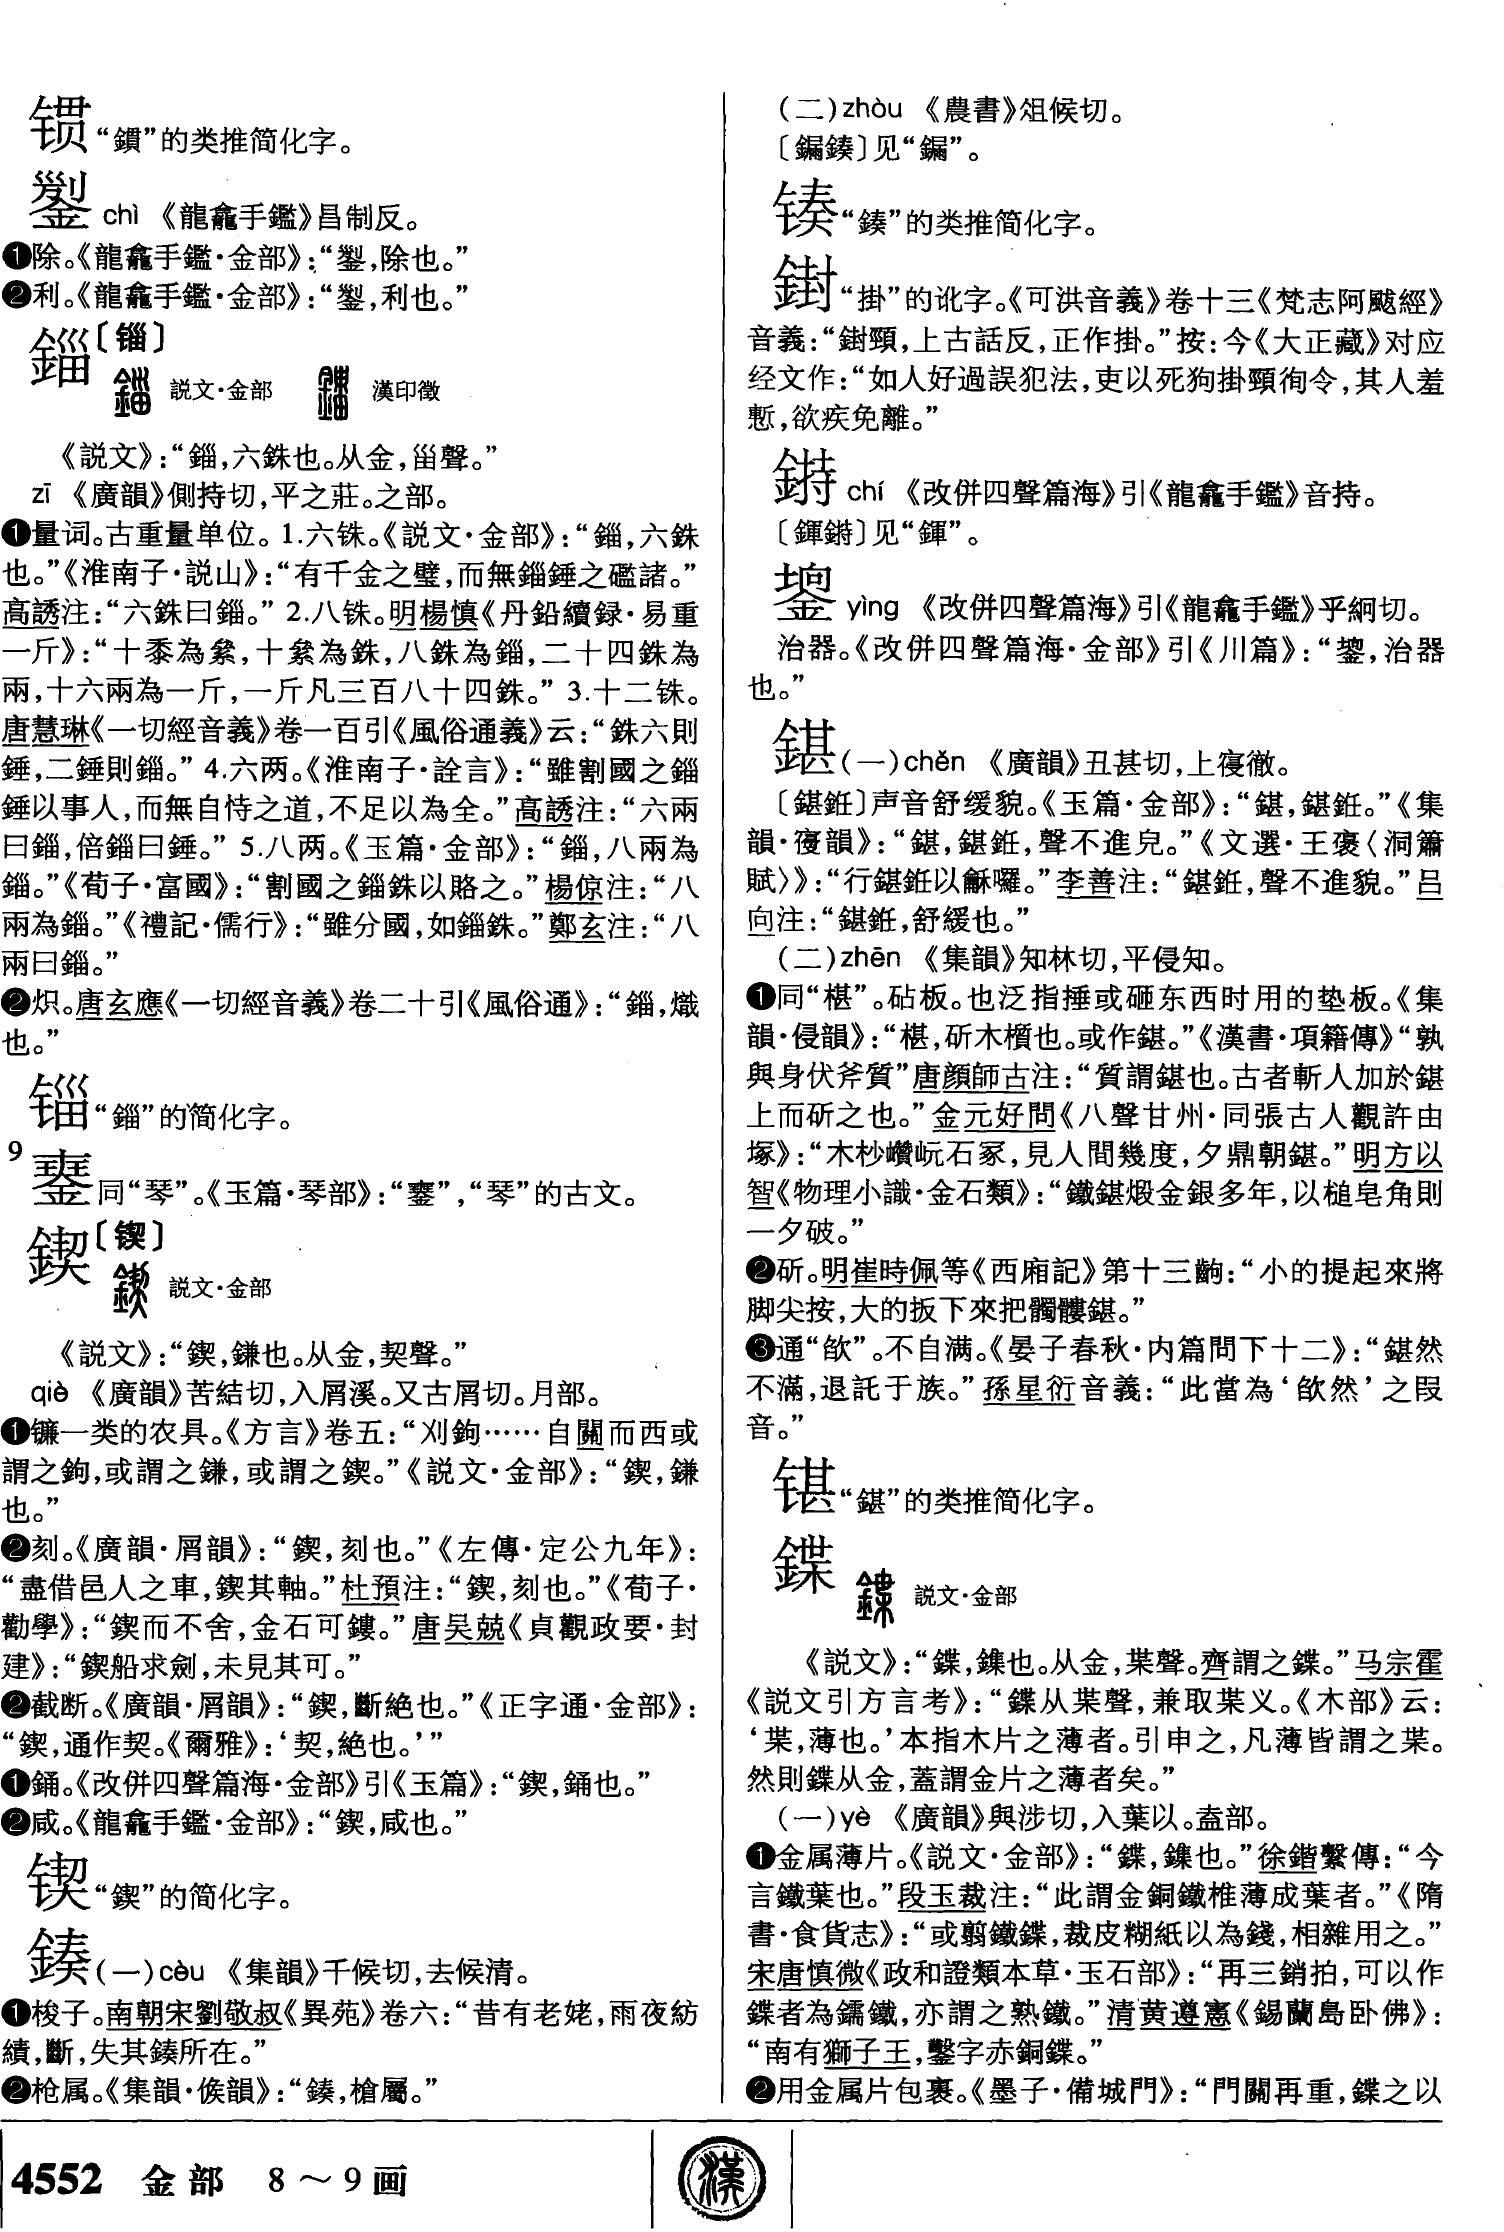 “鏆”的类推简化字。
chì 《龍龕手鑑》昌制反。
❶除。《龍龕手鑑·金部》：“，除也。”
❷利。《龍龕手鑑·金部》：“，利也。”
錙〔锱〕
説文·金部 漢印徵
《説文》：“錙，六銖也。从金，甾聲。”
zī 《廣韻》側持切，平之莊。之部。
❶量词。古重量单位。1.六铢。《説文·金部》：“錙，六銖
也。”《淮南子·説山》：“有千金之璧，而無錙錘之礛諸。”
高誘注：“六銖曰錙。”2.八铢。明楊慎《丹鉛續録·易重
一斤》：“十黍為絫，十絫為銖，八銖為錙，二十四銖為
兩，十六兩為一斤，一斤凡三百八十四銖。”3.十二铢。
唐慧琳《一切經音義》卷一百引《風俗通義》云：“銖六則
錘，二錘則錙。”4.六两。《淮南子·詮言》：“雖割國之錙
錘以事人，而無自恃之道，不足以為全。”高誘注：“六兩
曰錙，倍錙曰錘。”5.八两。《玉篇·金部》：“錙，八兩為
錙。”《荀子·富國》：“割國之錙銖以賂之。”楊倞注：“八
兩為錙。”《禮記·儒行》：“雖分國，如錙銖。”鄭玄注：“八
兩曰錙。”
❷炽。唐玄應《一切經音義》卷二十引《風俗通》：“錙，熾
也。”
锱“錙”的简化字。
9
同“琴”。《玉篇·琴部》：“，“琴”的古文。
鍥〔锲〕
説文·金部
《説文》：“鍥，鎌也。从金，契聲。”
qiè 《廣韻》苦結切，入屑溪。又古屑切。月部。
❶镰一类的农具。《方言》卷五：“刈鉤……自關而西或
謂之鉤，或謂之鎌，或謂之鍥。”《説文·金部》：“鍥，鎌
也。”
❷刻。《廣韻·屑韻》：“鍥，刻也。”《左傳·定公九年》：
“盡借邑人之車，鍥其軸。”杜預注：“鍥，刻也。”《荀子·
勸學》：“鍥而不舍，金石可鏤。”唐吴兢《貞觀政要·封
建》：“鍥船求劍，未見其可。”
❷截断。《廣韻·屑韻》：“鍥，斷絶也。”《正字通·金部》：
“鍥，通作契。《爾雅》：‘契，絶也。’”
❶鋪。《改併四聲篇海·金部》引《玉篇》：“鍥，銿也。”
❷咸。《龍龕手鑑·金部》：“鍥，咸也。”
锲“鍥”的简化字。
鍥
鍥(一)còu 《集韻》千候切，去候清。
❶梭子。南朝宋劉敬叔《異苑》卷六：“昔有老姥，雨夜紡
績，斷，失其鍥所在。”
❷枪属。《集韻·候韻》：“鍥，槍屬。”
(二)zhòu 《農書》俎候切。
〔鍥〕见“”。
“”的类推简化字。
“掛”的讹字。《可洪音義》卷十三《梵志阿颰經》
音義：“頸，上古話反，正作掛。”按：今《大正藏》对应
经文作：“如人好過誤犯法，吏以死狗掛頸徇令，其人羞
慙，欲疾免離。”
chí 《改併四聲篇海》引《龍龕手鑑》音持。
〔鍕〕见“”。
yìng 《改併四聲篇海》引《龍龕手鑑》乎絅切。
治器。《改併四聲篇海·金部》引《川篇》：“，治器
也。”
鍖(一)chěn 《廣韻》丑甚切，上寑徹。
〔鍖銋〕声音舒缓貌。《玉篇·金部》：“鍖，鍖銋。”《集
韻·𡪢韻》：“鍖，鍖銋，聲不進皃。”《文選·王褒〈洞簫
賦〉》：“行鍖銋以龢囉。”李善注：“鍖銋，聲不進貌。”吕
向注：“鍖銋，舒緩也。”
(二)zhēn 《集韻》知林切，平侵知。
❶同“椹”。砧板。也泛指捶或砸东西时用的垫板。《集
韻·侵韻》：“椹，斫木櫍也。或作鍖。”《漢書·項籍傳》“孰
與身伏斧質”唐顔師古注：“質謂鍖也。古者斬人加於鍖
上而斫之也。”金元好問《八聲甘州·同張古人觀許由
塚》：“木杪巑岏石冢，見人間幾度，夕鼎朝鍖。”明方以
智《物理小識·金石類》：“鐵鍖煅金銀多年，以槌皂角則
一夕破。”
❷斫。明崔時佩等《西廂記》第十三齣：“小的提起來將
脚尖按，大的扳下來把髑髏鍖。”
❸通“欿”。不自满。《晏子春秋·内篇問下十二》：“鍖然
不滿，退託于族。”孫星衍音義：“此當為‘欿然’之叚
音。”
“鍖”的类推简化字。
鍱
説文·金部
《説文》：“鍱，鏶也。从金，枼聲。齊謂之鍱。”马宗霍
《説文引方言考》：“鍱从枼聲，兼取枼义。《木部》云：
‘枼，薄也。’本指木片之薄者。引申之，凡薄皆謂之枼。
然則鍱从金，蓋謂金片之薄者矣。”
(一)yè 《廣韻》與涉切，入葉以。盍部。
❶金属薄片。《説文·金部》：“鍱，鏶也。”徐鍇繫傳：“今
言鐵葉也。”段玉裁注：“此謂金銅鐵椎薄成葉者。”《隋
書·食貨志》：“或翦鐵鍱，裁皮糊紙以為錢，相雜用之。”
宋唐慎微《政和證類本草·玉石部》：“再三銷拍，可以作
鍱者為鑐鐵，亦謂之熟鐵。”清黄遵憲《錫蘭島卧佛》：
“南有獅子王，鑿字赤銅鍱。”
❷用金属片包裹。《墨子·備城門》：“門關再重，鍱之以
4552 金部 8～9画
漢